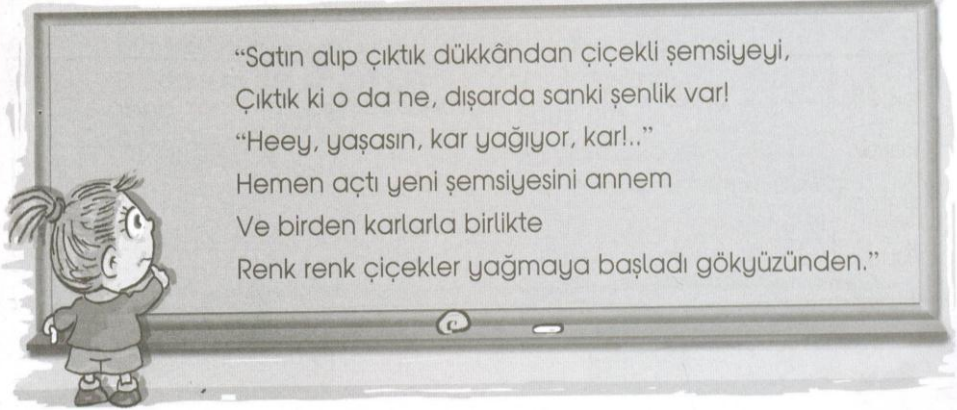 “Satın alıp çıktık dükkândan çiçekli şemsiyeyi,
Çıktık ki o da ne, dışarda sanki şenlik var!
“Heey, yaşasın, kar yağıyor, kar!..”
Hemen açtı yeni şemsiyesini annem
Ve birden karlarla birlikte
Renk renk çiçekler yağmaya başladı gökyüzünden.”